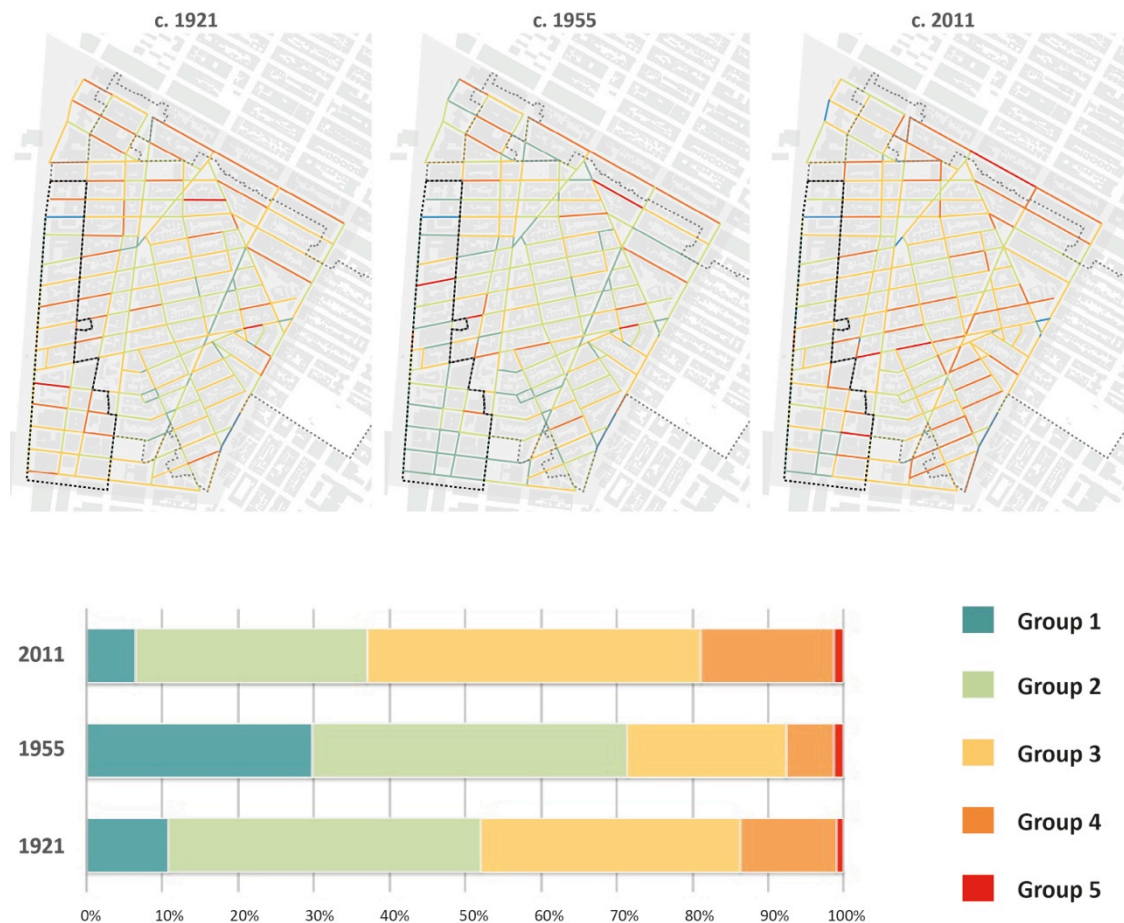 c. 1921
c. 1955
c. 2011
2011
1955
1921
0% 10% 20% 30% 40% 50% 60% 70% 80% 90% 100%
Group 1
Group 2
Group 3
Group 4
Group 5